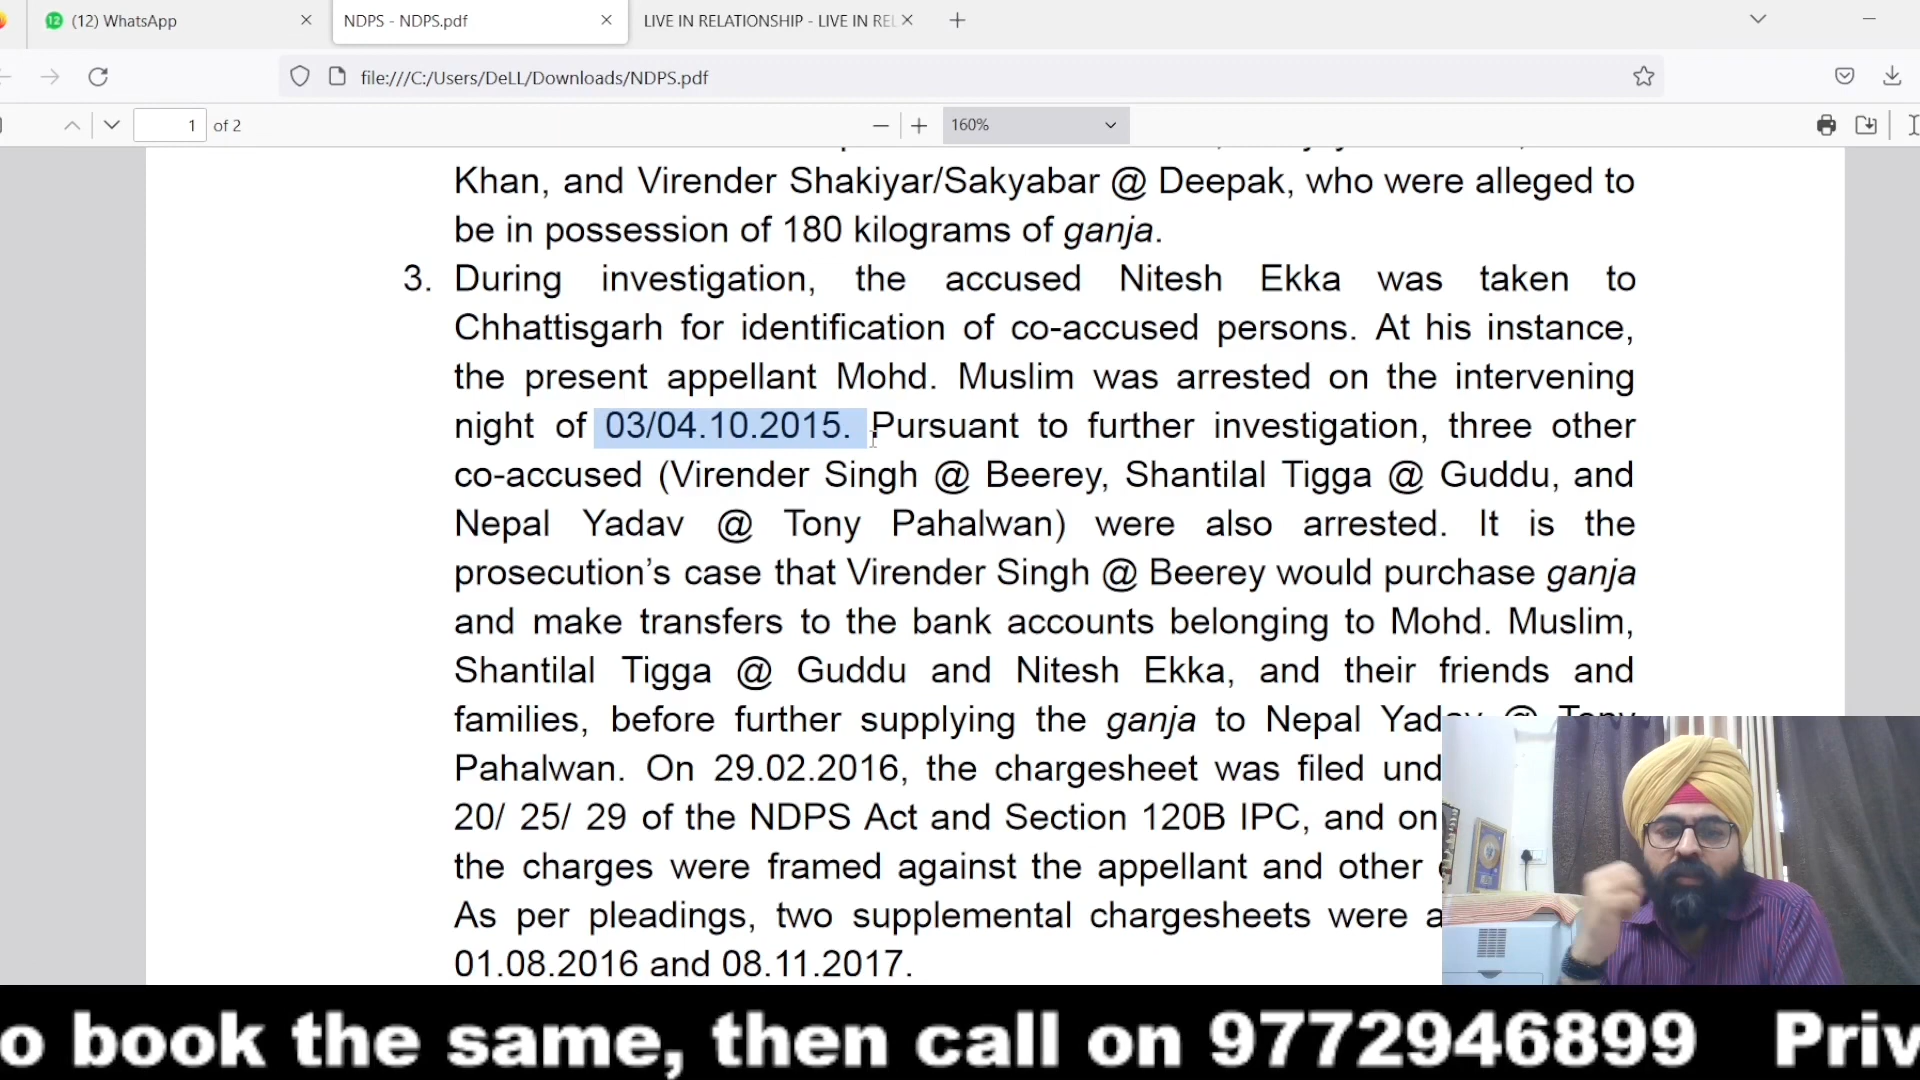 12 (12) WhatsApp
NDPS - NDPS.pdf
LIVE IN RELATIONSHIP - LIVE IN REL
file:///C:/Users/DeLL/Downloads/NDPS.pdf
1 of 2
160%
Khan, and Virender Shakiyar/Sakyabar @ Deepak, who were alleged to
be in possession of 180 kilograms of ganja.
3. During investigation, the accused Nitesh Ekka was taken to
Chhattisgarh for identification of co-accused persons. At his instance,
the present appellant Mohd. Muslim was arrested on the intervening
night of 03/04.10.2015. Pursuant to further investigation, three other
co-accused (Virender Singh @ Beerey, Shantilal Tigga @ Guddu, and
Nepal Yadav @ Tony Pahalwan) were also arrested. It is the
prosecution’s case that Virender Singh @ Beerey would purchase ganja
and make transfers to the bank accounts belonging to Mohd. Muslim,
Shantilal Tigga @ Guddu and Nitesh Ekka, and their friends and
families, before further supplying the ganja to Nepal Yadav @ Tony
Pahalwan. On 29.02.2016, the chargesheet was filed und
20/ 25/ 29 of the NDPS Act and Section 120B IPC, and on
the charges were framed against the appellant and other
As per pleadings, two supplemental chargesheets were a
01.08.2016 and 08.11.2017.
o book the same, then call on 9772946899 Priv